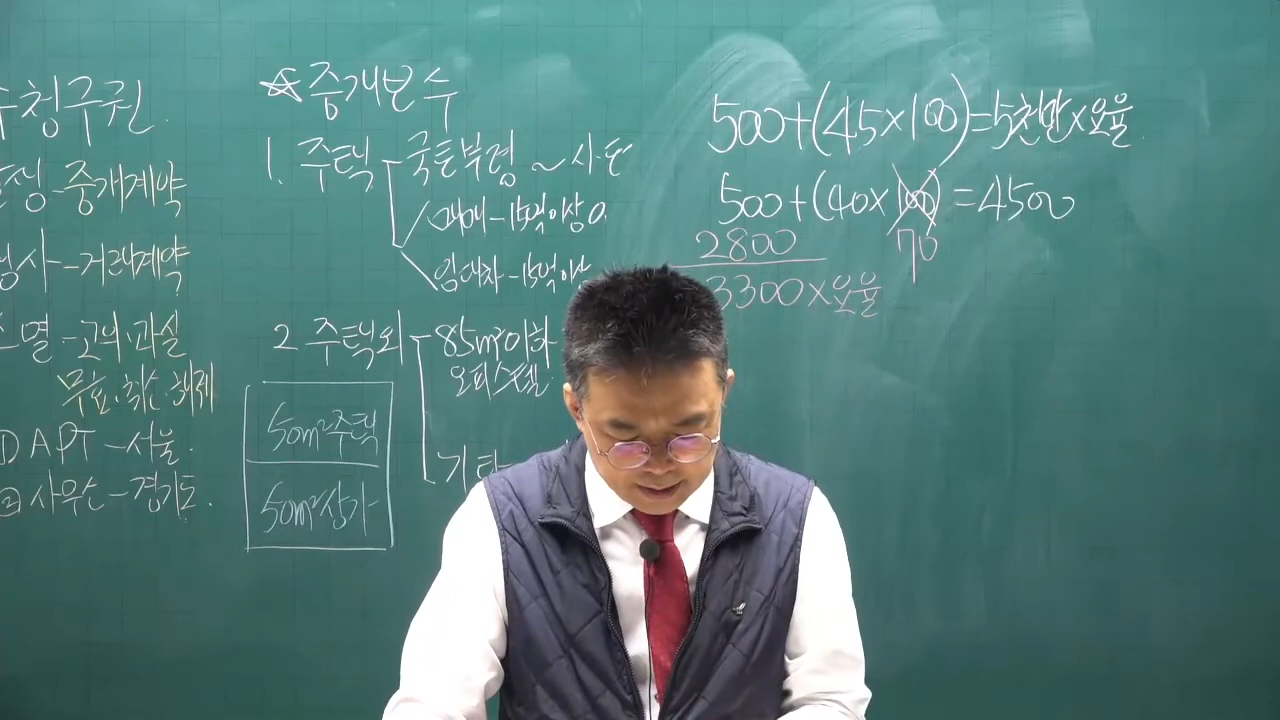 청구권
중개계약
거래계약
멸 - 고의과실
무효.취소.해제
① APT - 서울.
② 사무소 - 경기도.
☆중개보수
1. 주택 국토부령 ~ 시·도
매매 - 15억이상 0.
임대차 - 15억이상
2 주택외 85m²이하
오피스텔.
기타
50m²주택
50m²상가
500+(45×100)=5천만×요율
500+(40×100)=4500
2800 70
3300×요율